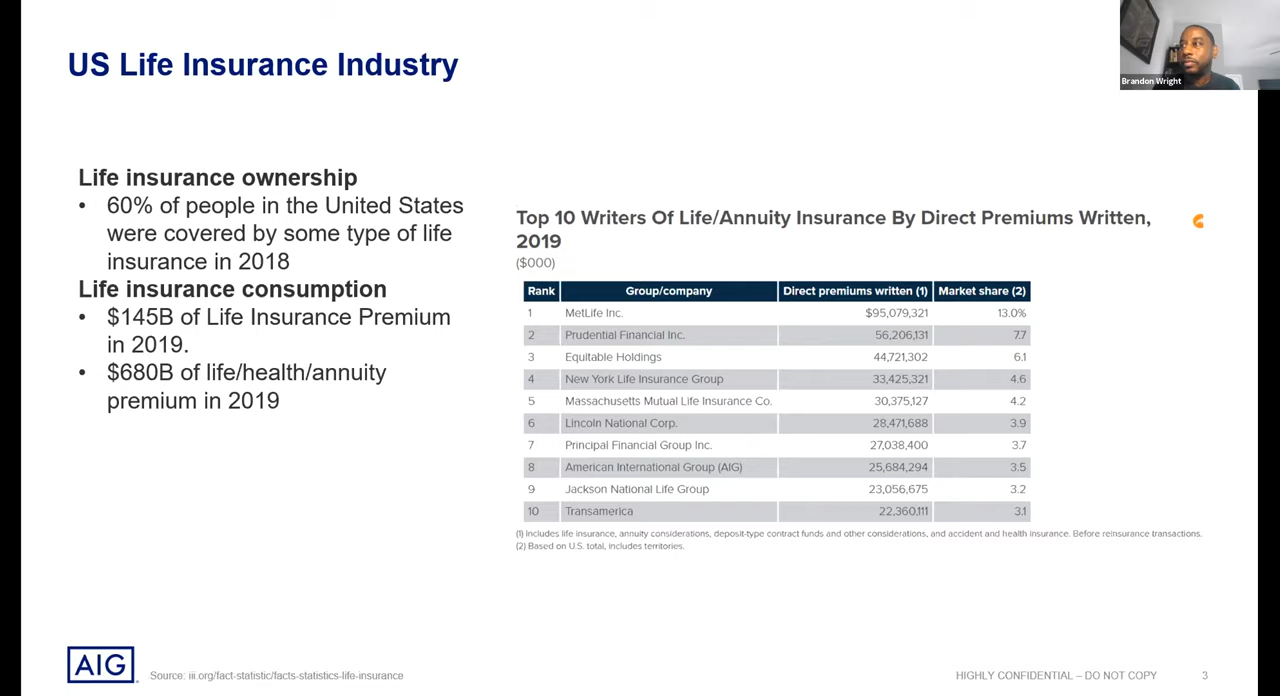 US Life Insurance Industry
Brandon Wright
Life insurance ownership
• 60% of people in the United States
were covered by some type of life
insurance in 2018
Life insurance consumption
• $145B of Life Insurance Premium
in 2019.
• $680B of life/health/annuity
premium in 2019
Top 10 Writers Of Life/Annuity Insurance By Direct Premiums Written,
2019
($000)
Rank Group/company Direct premiums written (1) Market share (2)
1 MetLife Inc. $95,079,321 13.0%
2 Prudential Financial Inc. 56,206,131 7.7
3 Equitable Holdings 44,721,302 6.1
4 New York Life Insurance Group 33,425,321 4.6
5 Massachusetts Mutual Life Insurance Co. 30,375,127 4.2
6 Lincoln National Corp. 28,471,688 3.9
7 Principal Financial Group Inc. 27,038,400 3.7
8 American International Group (AIG) 25,684,294 3.5
9 Jackson National Life Group 23,056,675 3.2
10 Transamerica 22,360,111 3.1
(1) Includes life insurance, annuity considerations, deposit-type contract funds and other considerations, and accident and health insurance. Before reinsurance transactions.
(2) Based on U.S. total, includes territories.
AIG
Source: iii.org/fact-statistic/facts-statistics-life-insurance
HIGHLY CONFIDENTIAL – DO NOT COPY
3